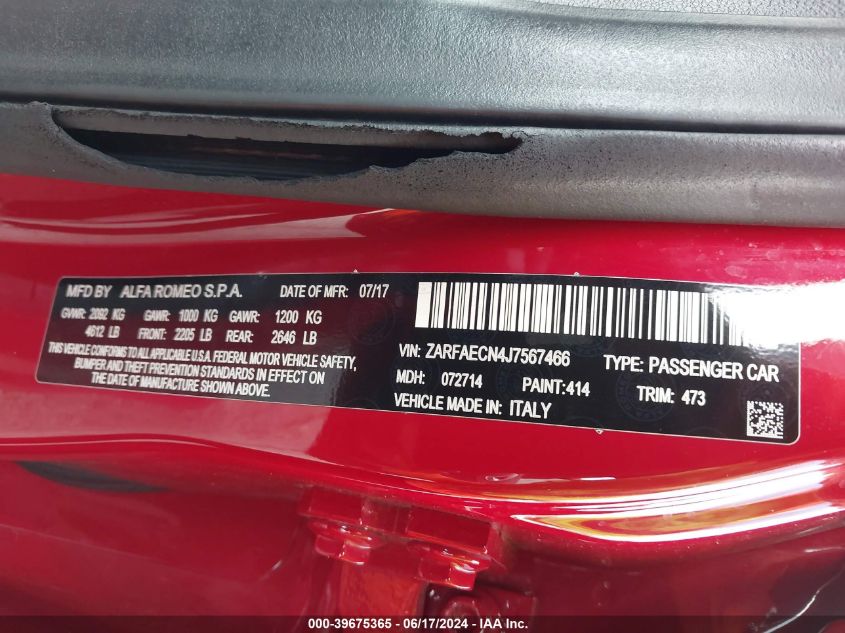 MFD BY ALFA ROMEO S.P.A. DATE OF MFR: 07/17
GVWR: 2092 KG GAWR: 1000 KG GAWR: 1200 KG
4612 LB FRONT: 2205 LB REAR: 2646 LB
THIS VEHICLE CONFORMS TO ALL APPLICABLE U.S.A. FEDERAL MOTOR VEHICLE SAFETY,
BUMPER AND THEFT PREVENTION STANDARDS IN EFFECT ON
THE DATE OF MANUFACTURE SHOWN ABOVE.
VIN: ZARFAECN4J7567466 TYPE: PASSENGER CAR
MDH: 072714 PAINT:414 TRIM: 473
VEHICLE MADE IN: ITALY
000-39675365 - 06/17/2024 - IAA Inc.